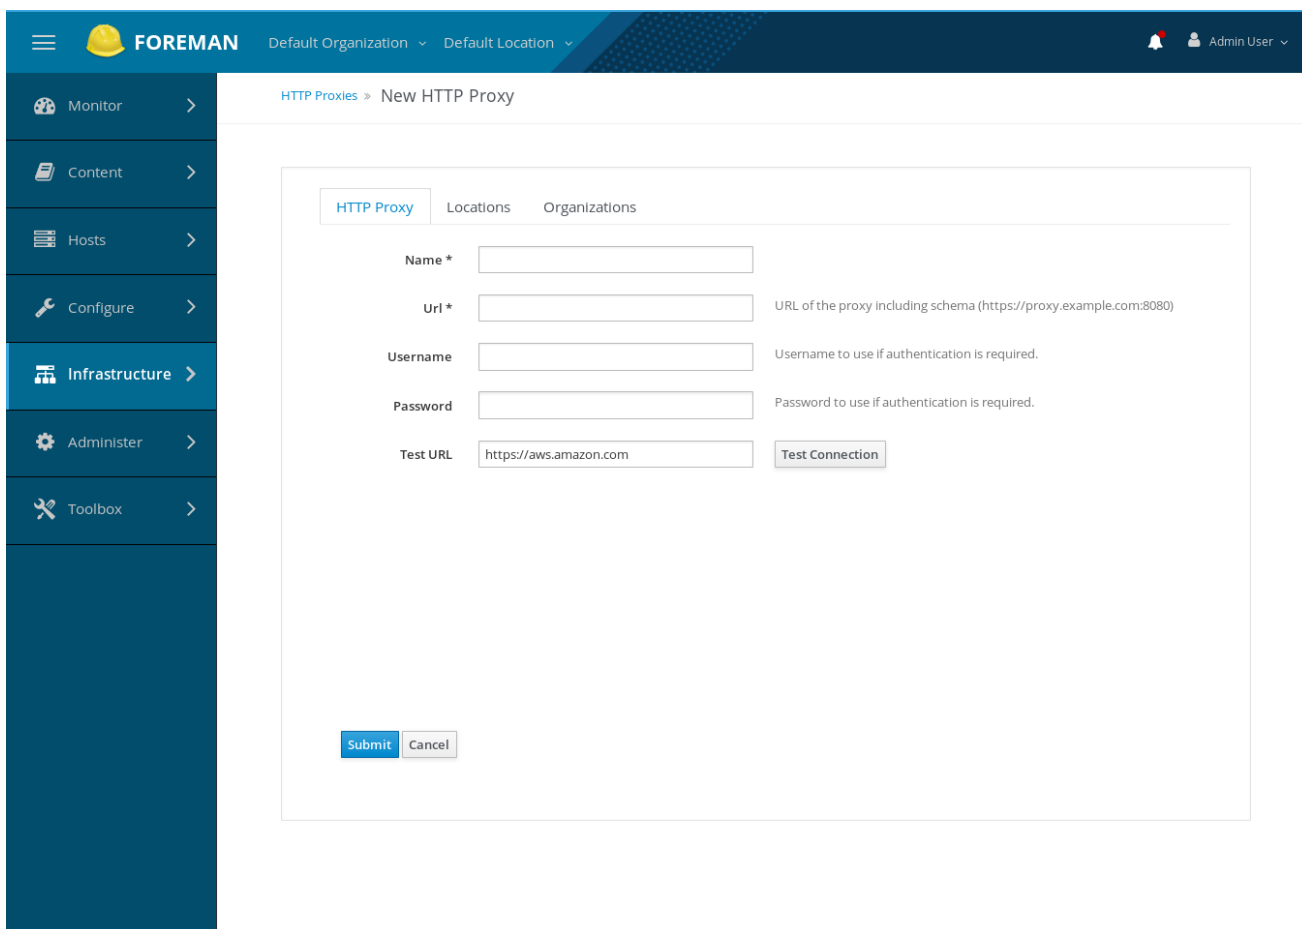 FOREMAN Default Organization Default Location Admin User
HTTP Proxies » New HTTP Proxy
Monitor
Content
Hosts
Configure
Infrastructure
Administer
Toolbox
HTTP Proxy Locations Organizations
Name *
Url * URL of the proxy including schema (https://proxy.example.com:8080)
Username Username to use if authentication is required.
Password Password to use if authentication is required.
Test URL https://aws.amazon.com Test Connection
Submit Cancel